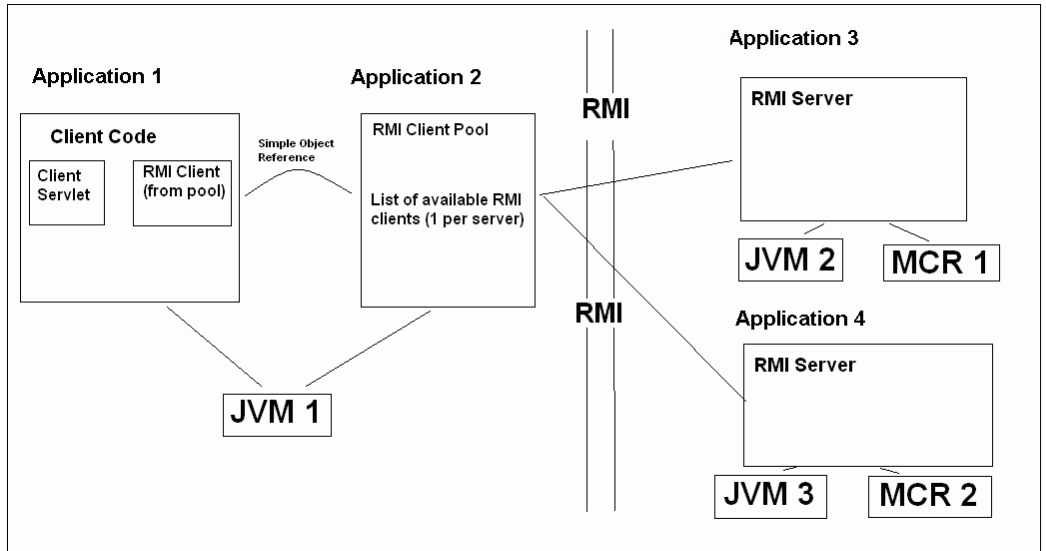 Application 1
Client Code
Client
Servlet
RMI Client
(from pool)
Simple Object
Reference
Application 2
RMI Client Pool
List of available RMI
clients (1 per server)
JVM 1
RMI
RMI
Application 3
RMI Server
JVM 2
MCR 1
Application 4
RMI Server
JVM 3
MCR 2